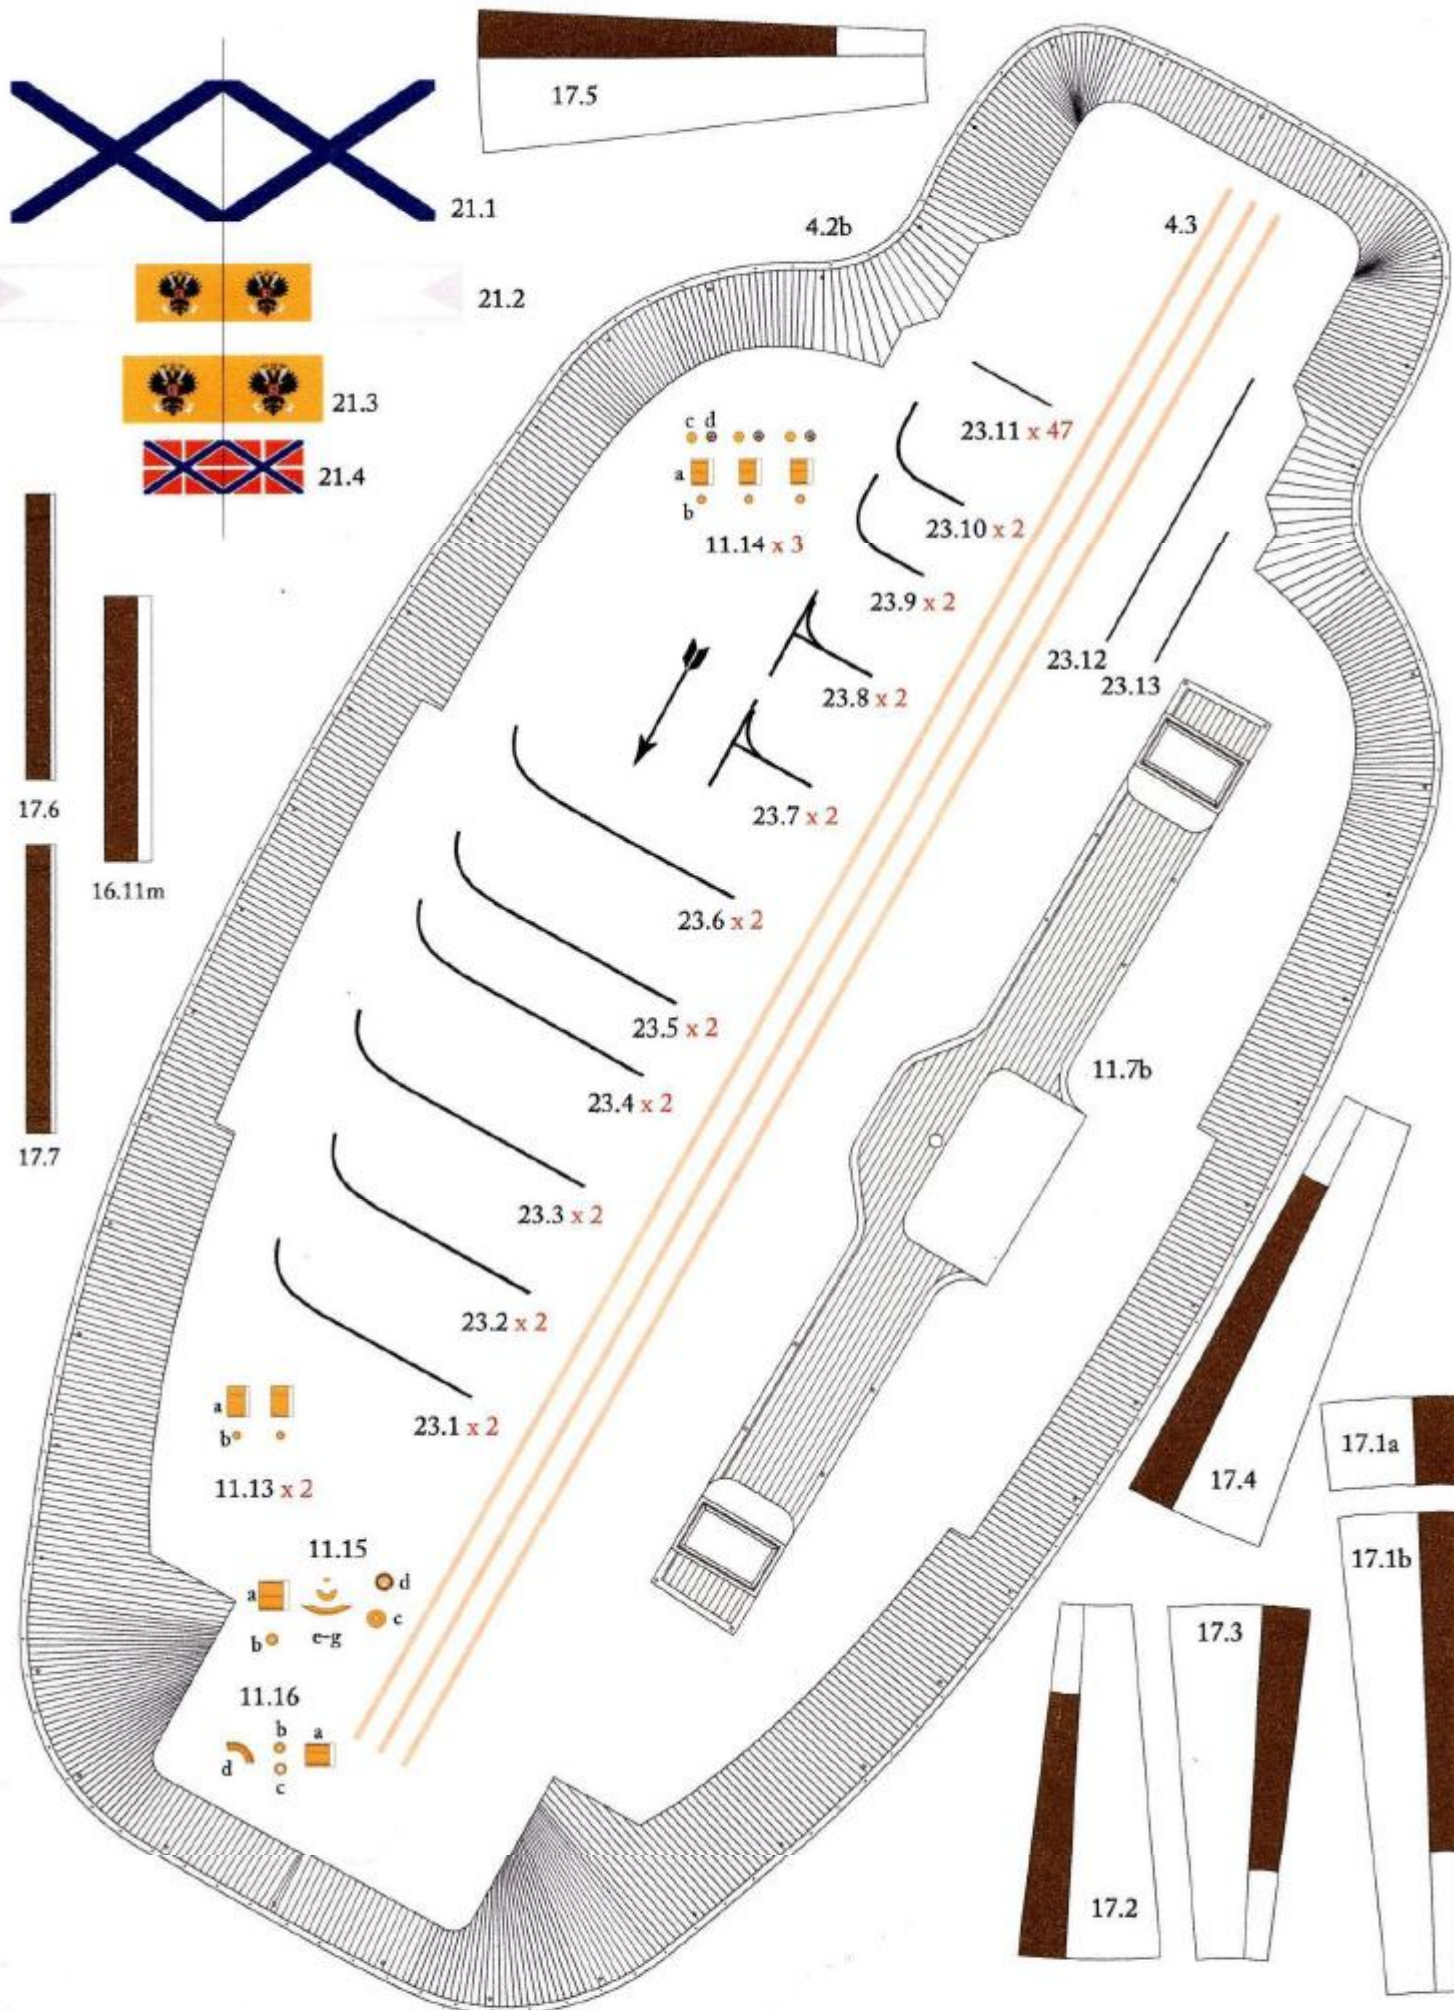 17.5
21.1
4.2b
4.3
21.2
21.3
21.4
c d
a
b
11.14 x 3
23.11 x 47
23.10 x 2
23.9 x 2
23.12
23.13
23.8 x 2
23.7 x 2
17.6
16.11m
23.6 x 2
23.5 x 2
11.7b
23.4 x 2
17.7
23.3 x 2
23.2 x 2
a
b
23.1 x 2
11.13 x 2
17.4
17.1a
17.1b
11.15
a
d
c
b
e-g
17.3
11.16
b
a
d
c
17.2